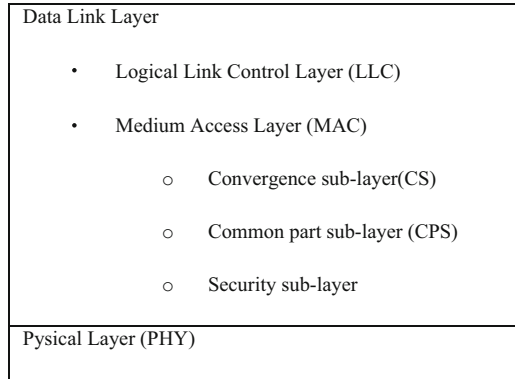 Data Link Layer
• Logical Link Control Layer (LLC)
• Medium Access Layer (MAC)
o Convergence sub-layer(CS)
o Common part sub-layer (CPS)
o Security sub-layer
Pysical Layer (PHY)